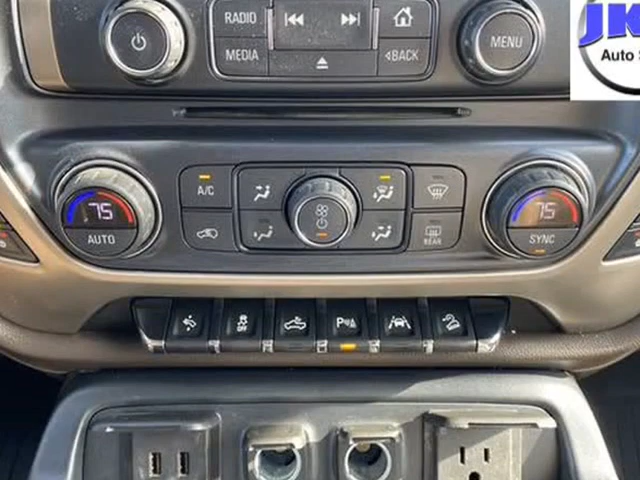 RADIO
MEDIA
BACK
MENU
JK
Auto S
75
AUTO
A/C
REAR
75
SYNC
P